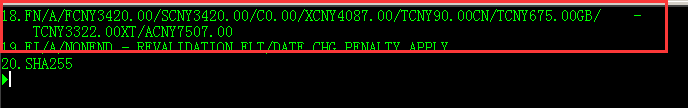 18.FN/A/FCNY3420.00/SCNY3420.00/C0.00/XCNY4087.00/TCNY90.00CN/TCNY675.00GB/ -
TCNY3322.00XT/ACNY7507.00
19.EI/A/NONEND - REVALIDATION FLT/DATE CHG PENALTY APPLY
20.SHA255